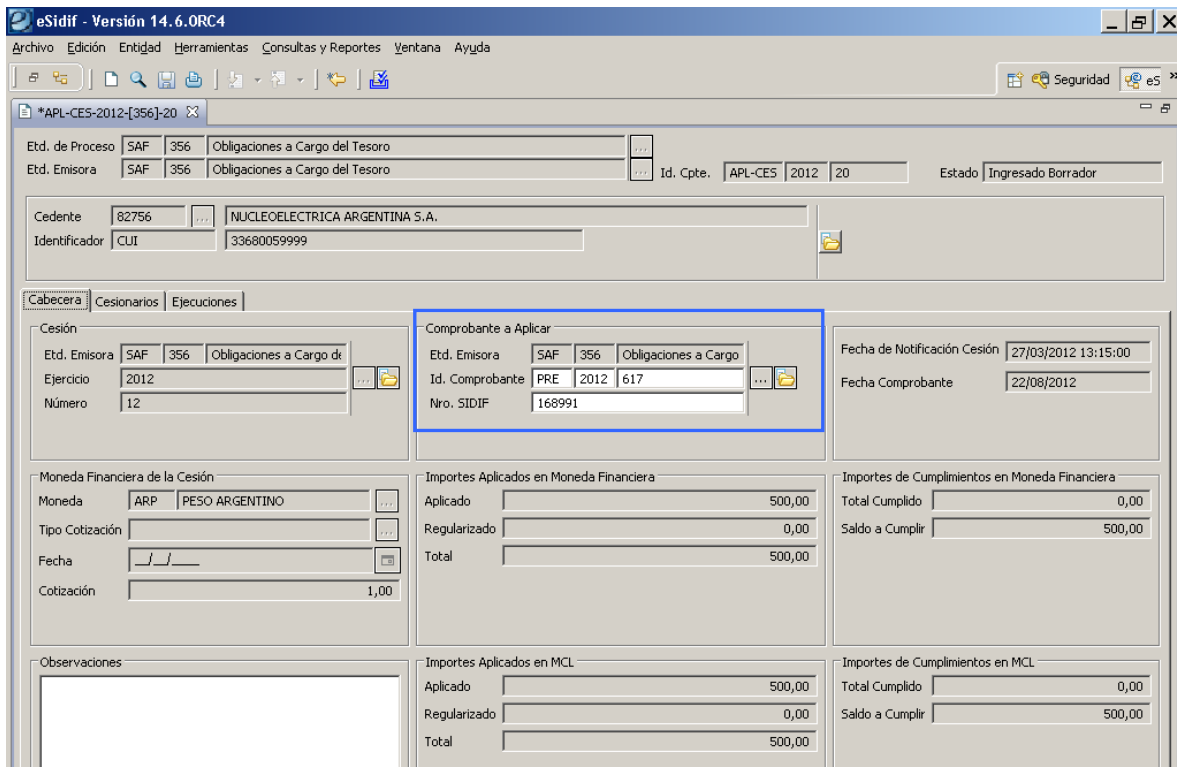 eSidif - Versión 14.6.0RC4
Archivo Edición Entidad Herramientas Consultas y Reportes Ventana Ayuda
Seguridad eS »
*APL-CES-2012-[356]-20
Etd. de Proceso SAF 356 Obligaciones a Cargo del Tesoro ...
Etd. Emisora SAF 356 Obligaciones a Cargo del Tesoro ... Id. Cpte. APL-CES 2012 20 Estado Ingresado Borrador
Cedente 82756 ... NUCLEOELECTRICA ARGENTINA S.A.
Identificador CUI 33680059999
Cabecera Cesionarios Ejecuciones
Cesión
Etd. Emisora SAF 356 Obligaciones a Cargo de
Ejercicio 2012 ...
Número 12
Comprobante a Aplicar
Etd. Emisora SAF 356 Obligaciones a Cargo
Id. Comprobante PRE 2012 617 ...
Nro. SIDIF 168991
Fecha de Notificación Cesión 27/03/2012 13:15:00
Fecha Comprobante 22/08/2012
Moneda Financiera de la Cesión
Moneda ARP PESO ARGENTINO ...
Tipo Cotización ...
Fecha __/__/____
Cotización 1,00
Importes Aplicados en Moneda Financiera
Aplicado 500,00
Regularizado 0,00
Total 500,00
Importes de Cumplimientos en Moneda Financiera
Total Cumplido 0,00
Saldo a Cumplir 500,00
Observaciones
Importes Aplicados en MCL
Aplicado 500,00
Regularizado 0,00
Total 500,00
Importes de Cumplimientos en MCL
Total Cumplido 0,00
Saldo a Cumplir 500,00